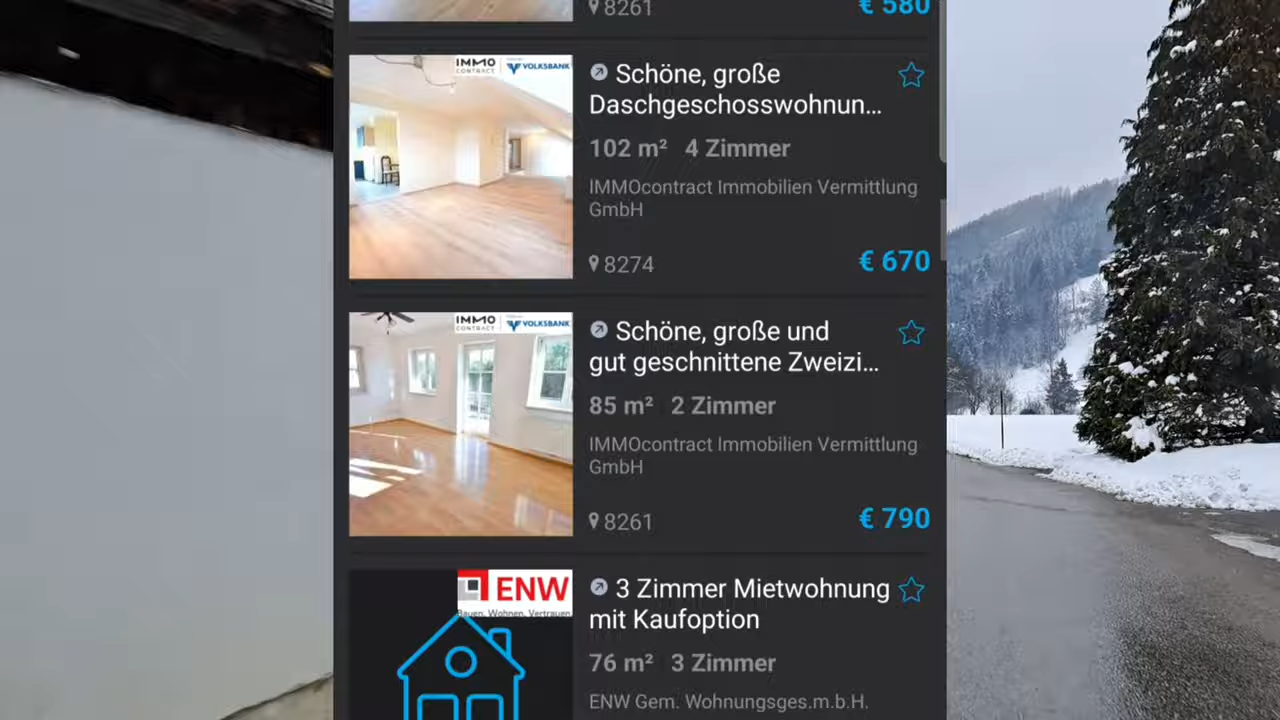 8261
€ 580
IMMO
CONTRACT
VOLKSBANK
Schöne, große
Daschgeschosswohnun...
102 m² 4 Zimmer
IMMOcontract Immobilien Vermittlung
GmbH
8274
€ 670
IMMO
CONTRACT
VOLKSBANK
Schöne, große und
gut geschnittene Zweizi...
85 m² 2 Zimmer
IMMOcontract Immobilien Vermittlung
GmbH
8261
€ 790
ENW
Bauen. Wohnen. Vertrauen.
3 Zimmer Mietwohnung
mit Kaufoption
76 m² 3 Zimmer
ENW Gem. Wohnungsges.m.b.H.